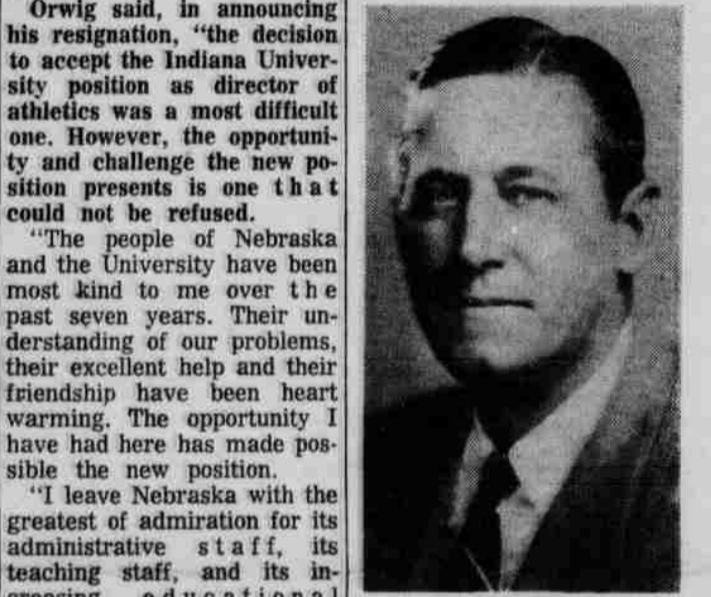 Orwig said, in announcing
his resignation, “the decision
to accept the Indiana Univer-
sity position as director of
athletics was a most difficult
one. However, the opportuni-
ty and challenge the new po-
sition presents is one that
could not be refused.
“The people of Nebraska
and the University have been
most kind to me over the
past seven years. Their un-
derstanding of our problems,
their excellent help and their
friendship have been heart
warming. The opportunity I
have had here has made pos-
sible the new position.
“I leave Nebraska with the
greatest of admiration for its
administrative staff, its
teaching staff, and its in-
creasing educational